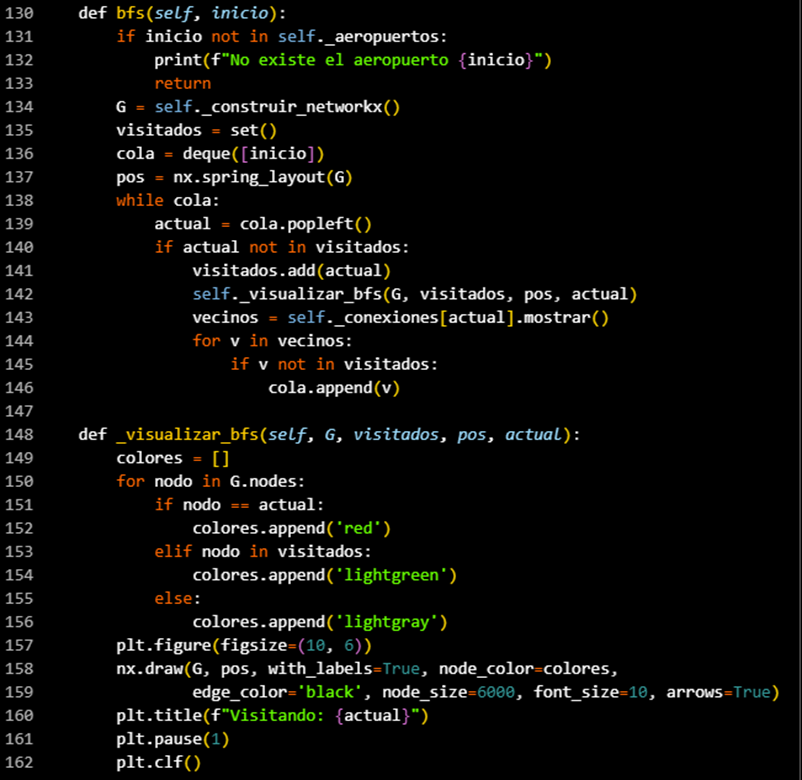 130     def bfs(self, inicio):
131         if inicio not in self._aeropuertos:
132             print(f"No existe el aeropuerto {inicio}")
133             return
134         G = self._construir_networkx()
135         visitados = set()
136         cola = deque([inicio])
137         pos = nx.spring_layout(G)
138         while cola:
139             actual = cola.popleft()
140             if actual not in visitados:
141                 visitados.add(actual)
142                 self._visualizar_bfs(G, visitados, pos, actual)
143                 vecinos = self._conexiones[actual].mostrar()
144                 for v in vecinos:
145                     if v not in visitados:
146                         cola.append(v)
147
148     def _visualizar_bfs(self, G, visitados, pos, actual):
149         colores = []
150         for nodo in G.nodes:
151             if nodo == actual:
152                 colores.append('red')
153             elif nodo in visitados:
154                 colores.append('lightgreen')
155             else:
156                 colores.append('lightgray')
157         plt.figure(figsize=(10, 6))
158         nx.draw(G, pos, with_labels=True, node_color=colores,
159                 edge_color='black', node_size=6000, font_size=10, arrows=True)
160         plt.title(f"Visitando: {actual}")
161         plt.pause(1)
162         plt.clf()